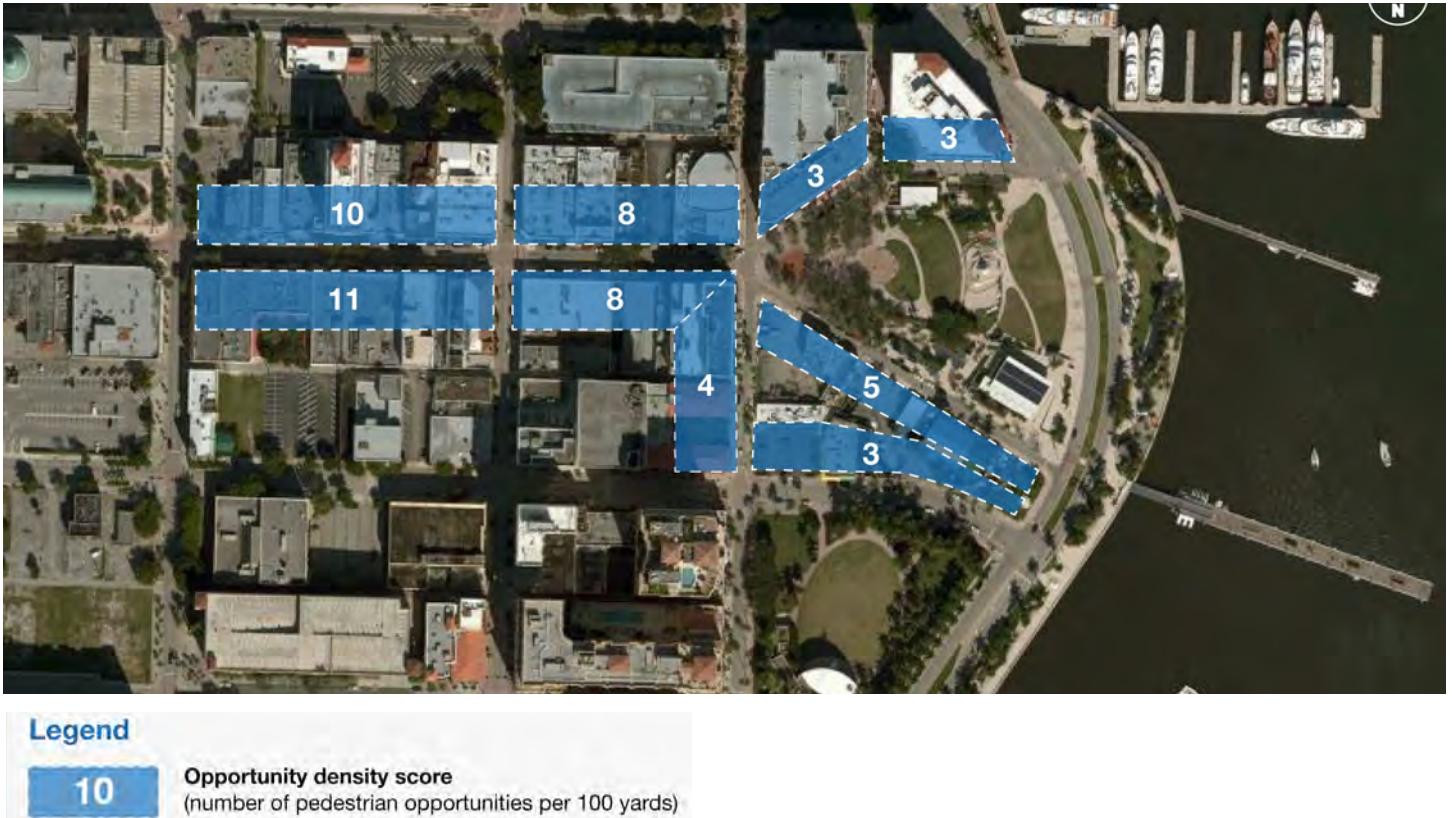 N
3
3
10
8
11
8
4
5
3
Legend
10
Opportunity density score
(number of pedestrian opportunities per 100 yards)